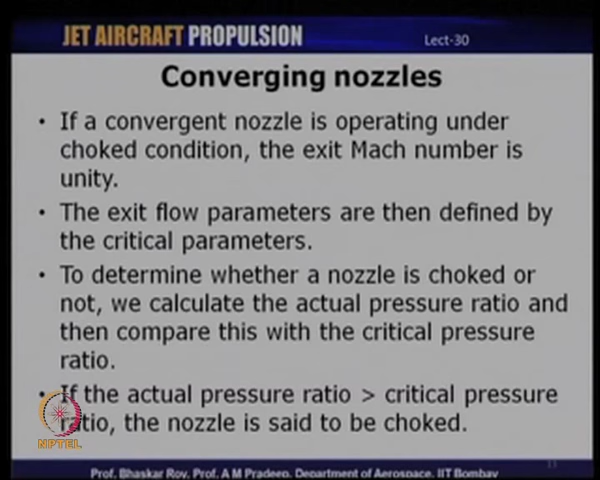 JET AIRCRAFT PROPULSION
Lect-30
Converging nozzles
• If a convergent nozzle is operating under
choked condition, the exit Mach number is
unity.
• The exit flow parameters are then defined by
the critical parameters.
• To determine whether a nozzle is choked or
not, we calculate the actual pressure ratio and
then compare this with the critical pressure
ratio.
• If the actual pressure ratio > critical pressure
ratio, the nozzle is said to be choked.
NPTEL
11
Prof. Bhaskar Roy, Prof. A M Pradeep, Department of Aerospace, IIT Bombay